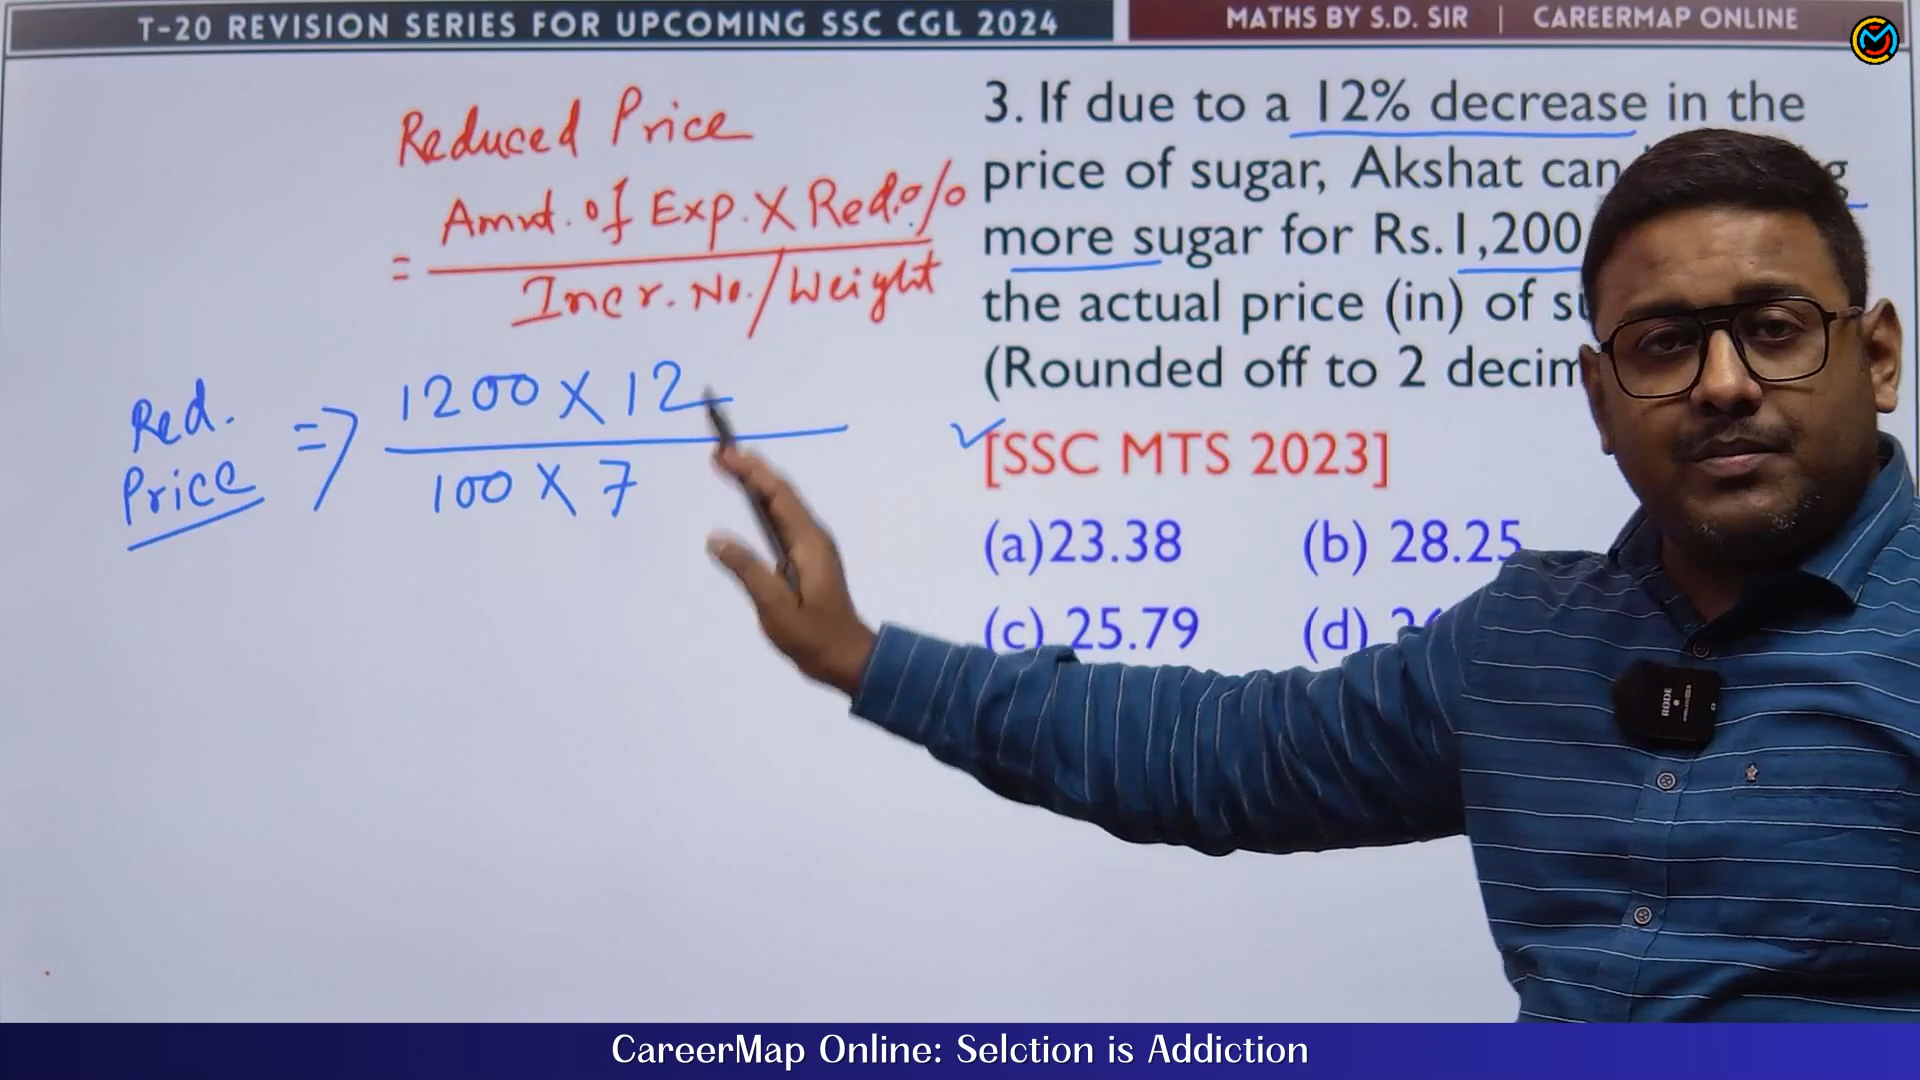 T-20 REVISION SERIES FOR UPCOMING SSC CGL 2024
MATHS BY S.D. SIR | CAREERMAP ONLINE
Reduced Price
= Amnt. of Exp. X Red.% / Incr. No./Weight
Red. Price => 1200 X 12 / 100 X 7
3. If due to a 12% decrease in the
price of sugar, Akshat can
more sugar for Rs.1,200
the actual price (in) of
(Rounded off to 2
[SSC MTS 2023]
(a)23.38 (b) 28.25
(c) 25.79 (d)
RODE
CareerMap Online: Selction is Addiction